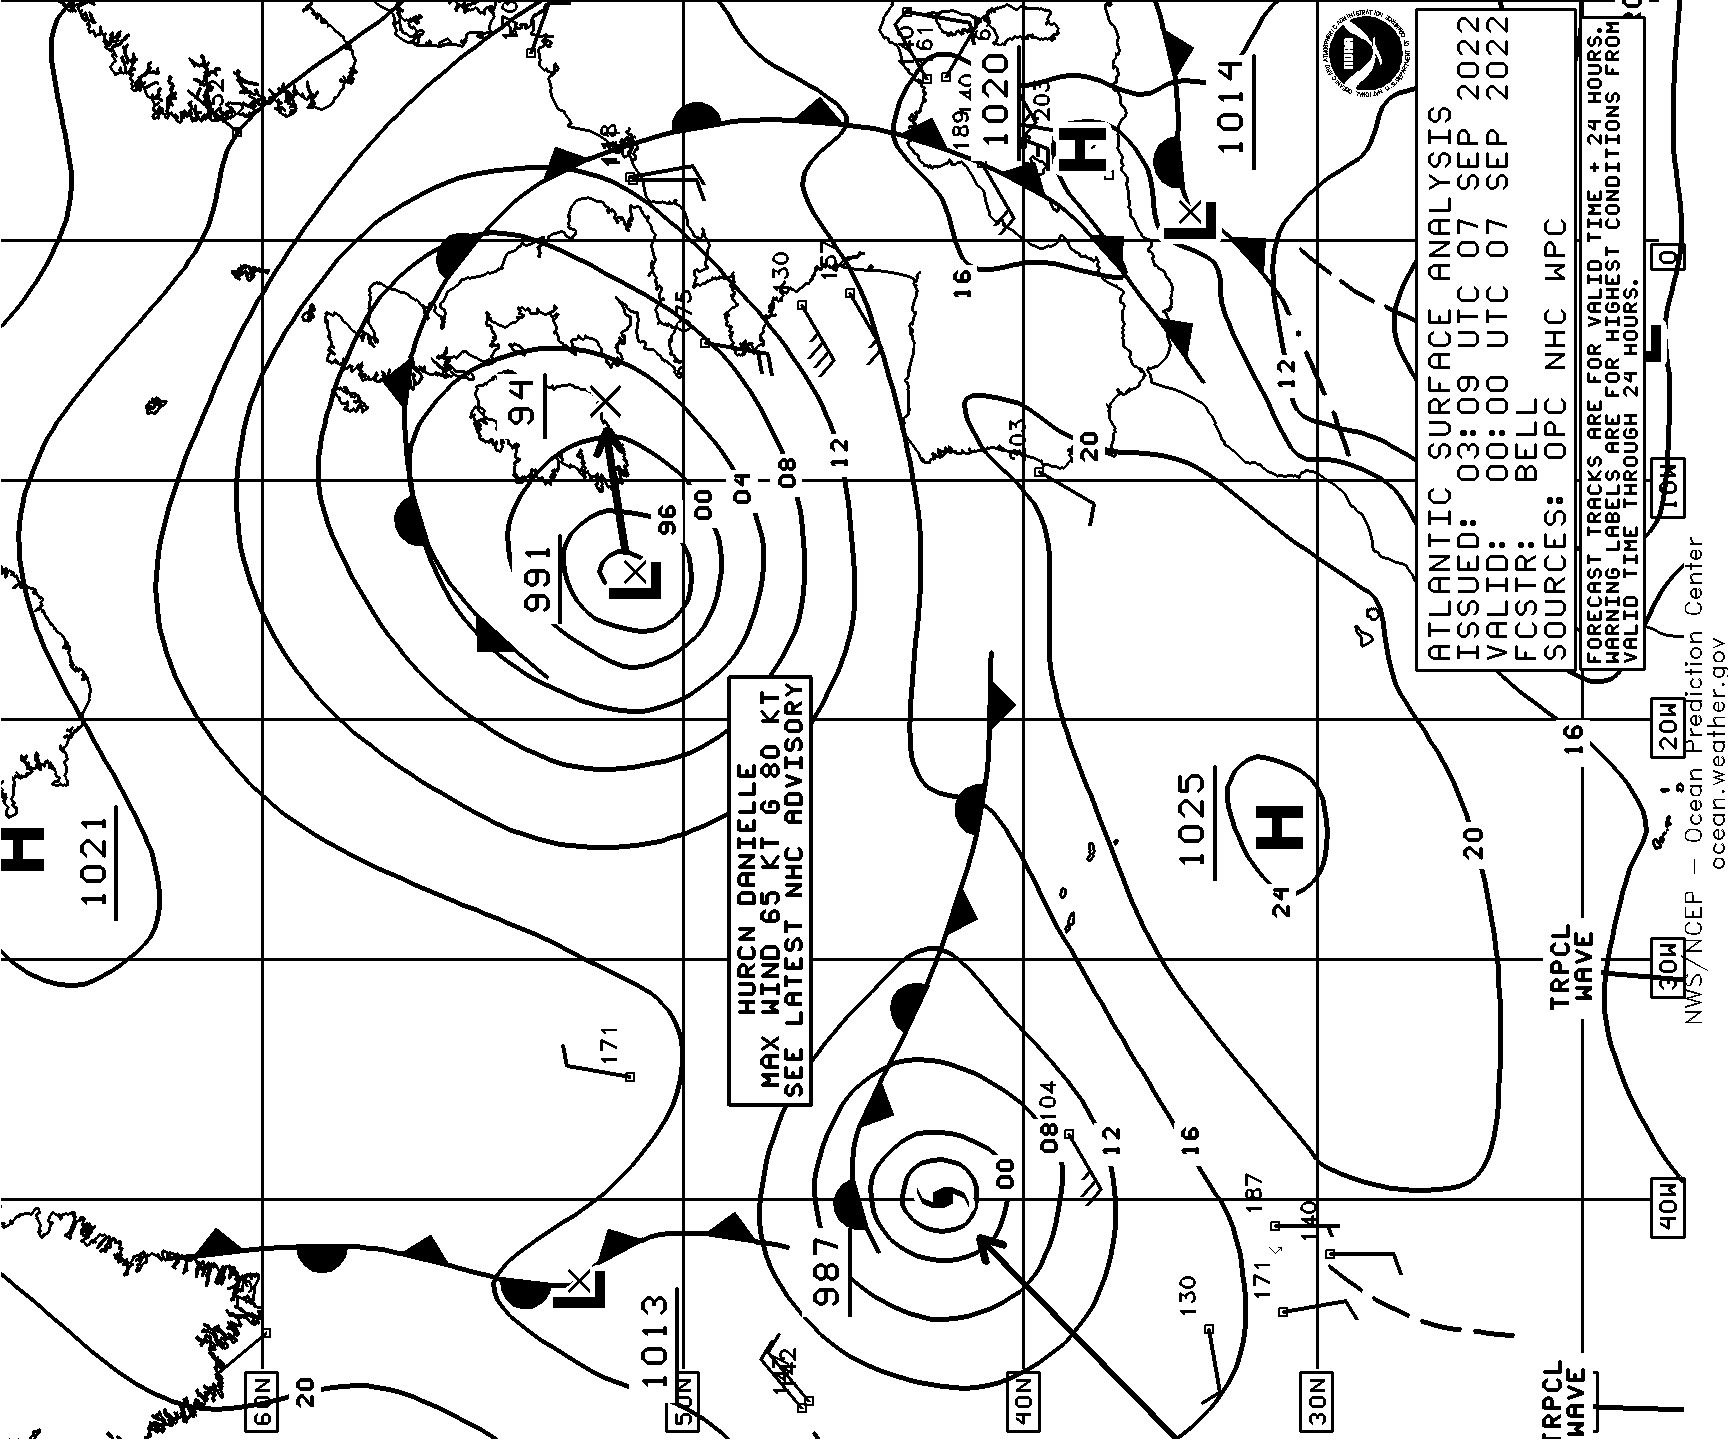 ATLANTIC SURFACE ANALYSIS
ISSUED: 03:09 UTC 07 SEP 2022
VALID: 00:00 UTC 07 SEP 2022
FCSTR: BELL
SOURCES: OPC NHC WPC
FORECAST TRACKS ARE FOR VALID TIME + 24 HOURS.
WARNING LABELS ARE FOR HIGHEST CONDITIONS FROM
VALID TIME THROUGH 24 HOURS.
NWS/NCEP – Ocean Prediction Center
ocean.weather.gov
HURCN DANIELLE
MAX WIND 65 KT G 80 KT
SEE LATEST NHC ADVISORY
H
1021
991
L
94
96
00
04
08
12
H
1020
1014
L
16
12
20
203
203
130
157
189
171
1013
L
987
00
08
104
12
16
130
171
187
140
H
1025
24
20
16
20
L
TRPCL
WAVE
TRPCL
WAVE
60N
50N
40N
30N
0
10W
20W
30W
40W